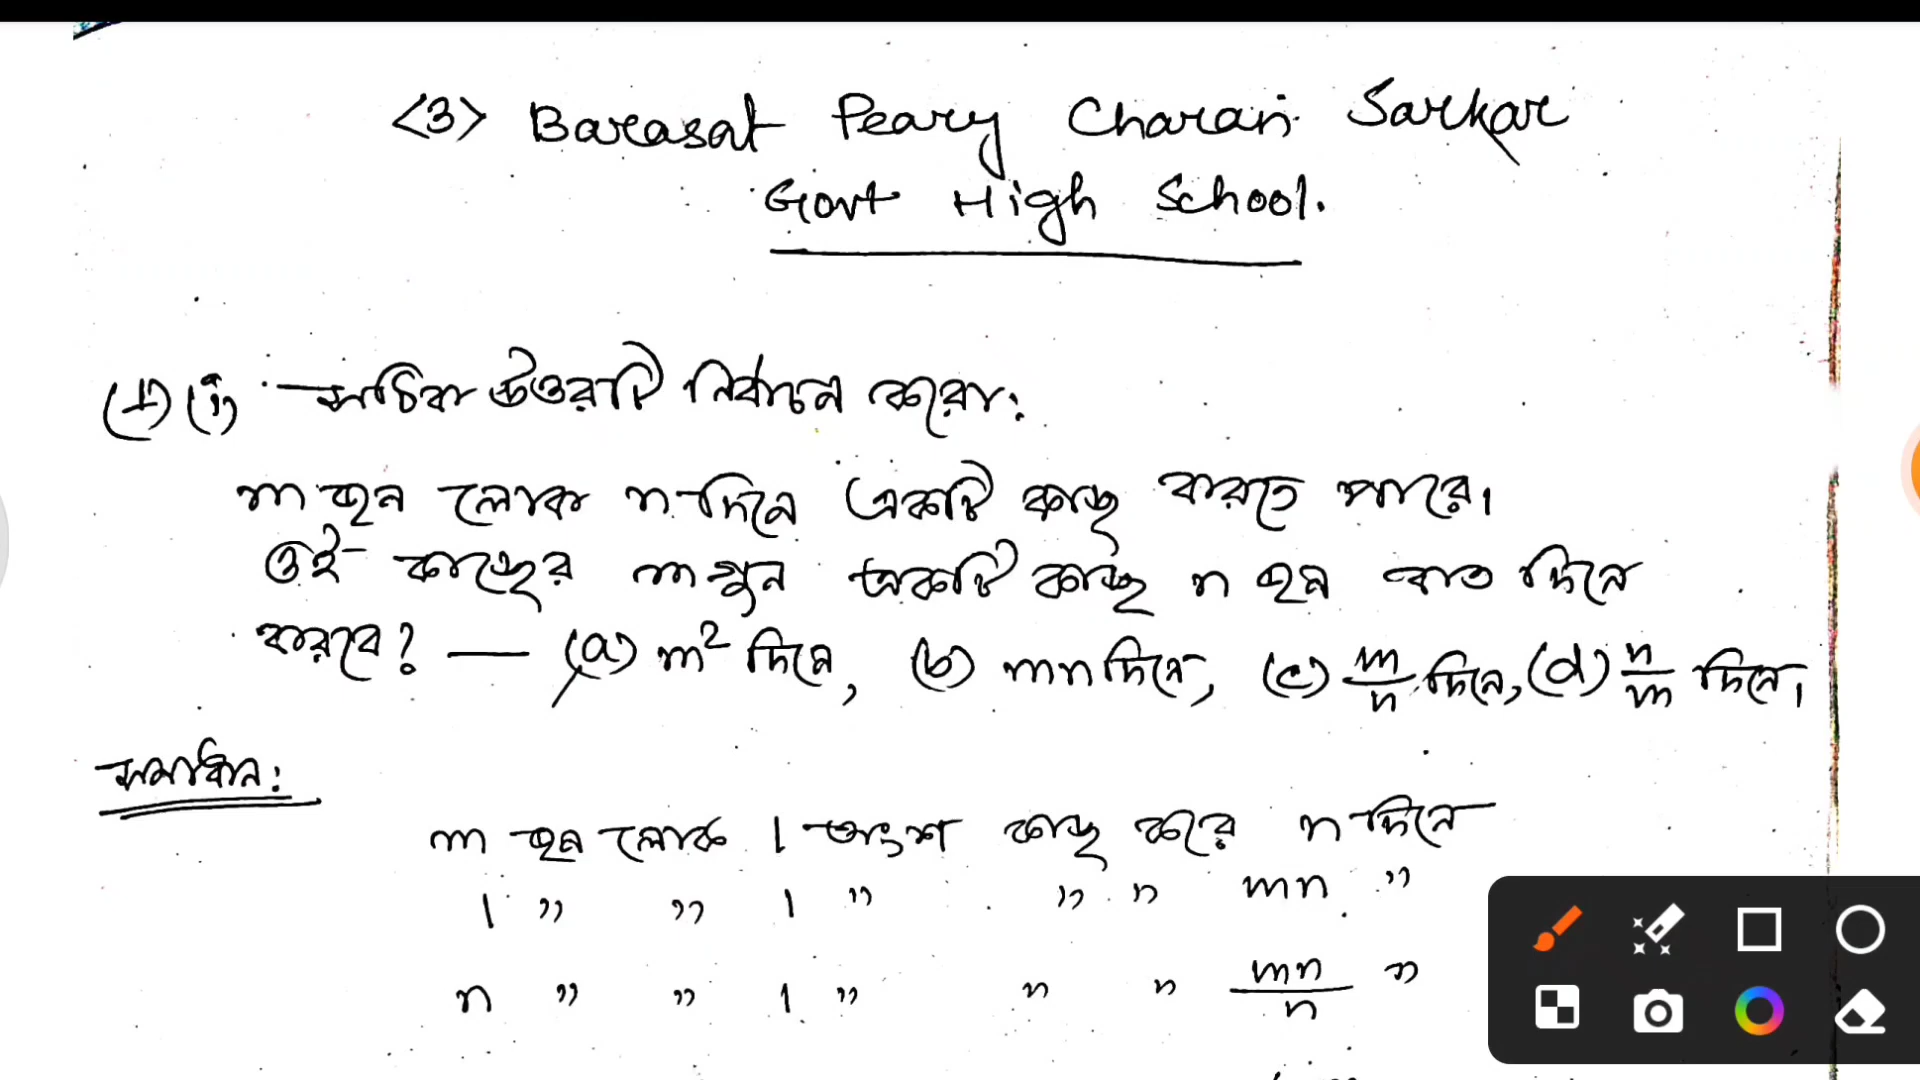 <3> Barasat Peary Charan Sarkar
Govt High School.
(1) (i) সঠিক উত্তরটি নির্বাচন করো:
m জন লোক n দিনে একটি কাজ করতে পারে।
ওই কাজের m গুন একটি কাজ n জন কত দিনে
করবে? — (a) m² দিনে, (b) mn দিনে, (c) m/n দিনে, (d) n/m দিনে।
সমাধান:
m জন লোক 1 অংশ কাজ করে n দিনে
1 " " 1 " " " mn "
n " " 1 " " " mn/n "